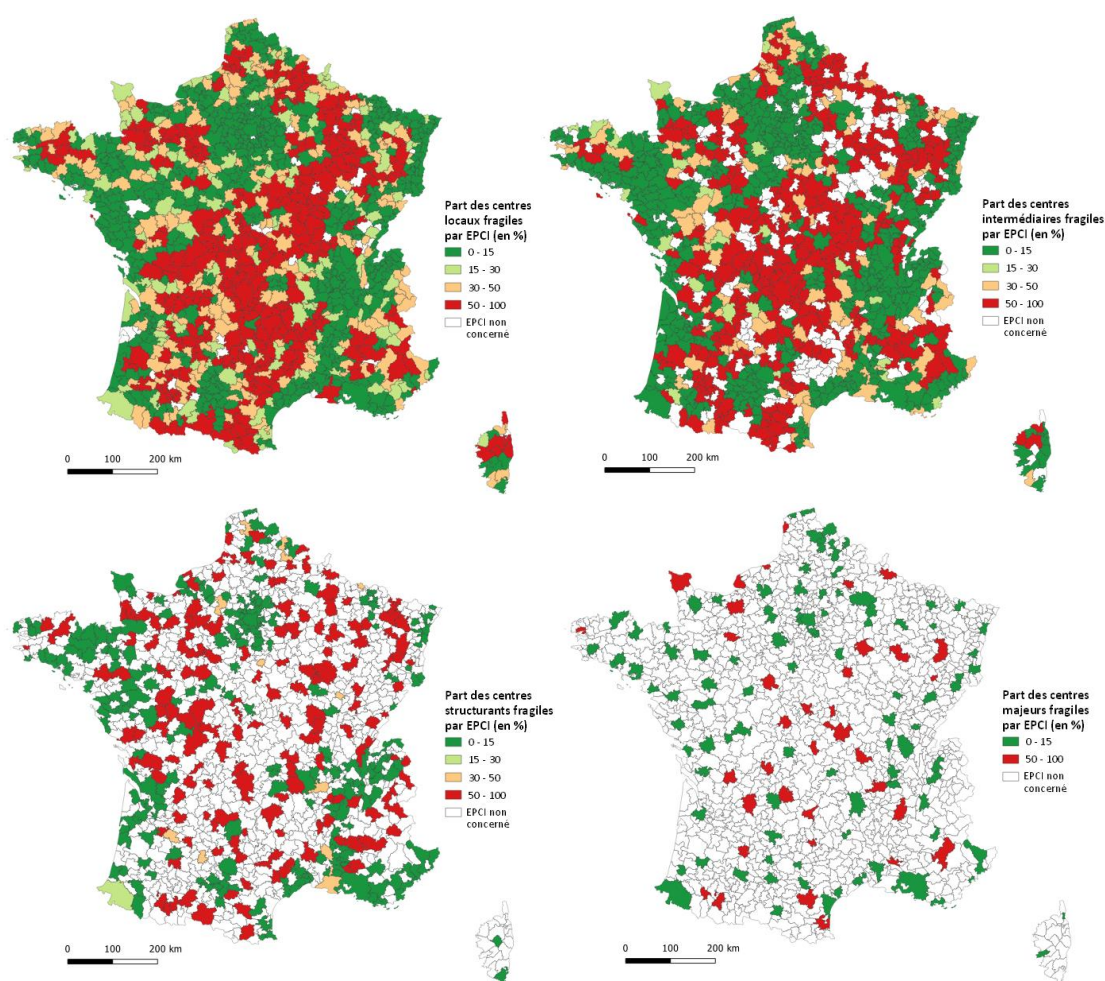 Part des centres
locaux fragiles
par EPCI (en %)
0 - 15
15 - 30
30 - 50
50 - 100
EPCI non
concerné
0 100 200 km
Part des centres
intermédiaires fragiles
par EPCI (en %)
0 - 15
15 - 30
30 - 50
50 - 100
EPCI non
concerné
0 100 200 km
Part des centres
structurants fragiles
par EPCI (en %)
0 - 15
15 - 30
30 - 50
50 - 100
EPCI non
concerné
0 100 200 km
Part des centres
majeurs fragiles
par EPCI (en %)
0 - 15
50 - 100
EPCI non
concerné
0 100 200 km